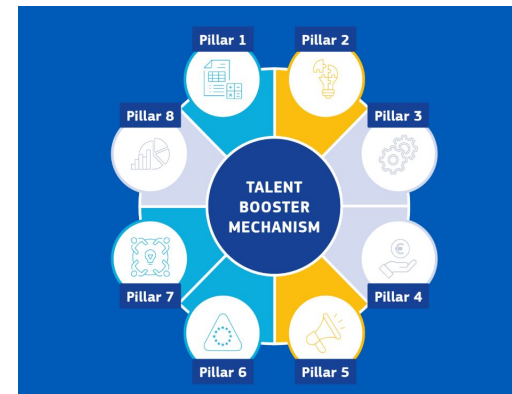 Pillar 1
Pillar 2
Pillar 8
Pillar 3
TALENT
BOOSTER
MECHANISM
€
Pillar 7
Pillar 4
Pillar 6
Pillar 5